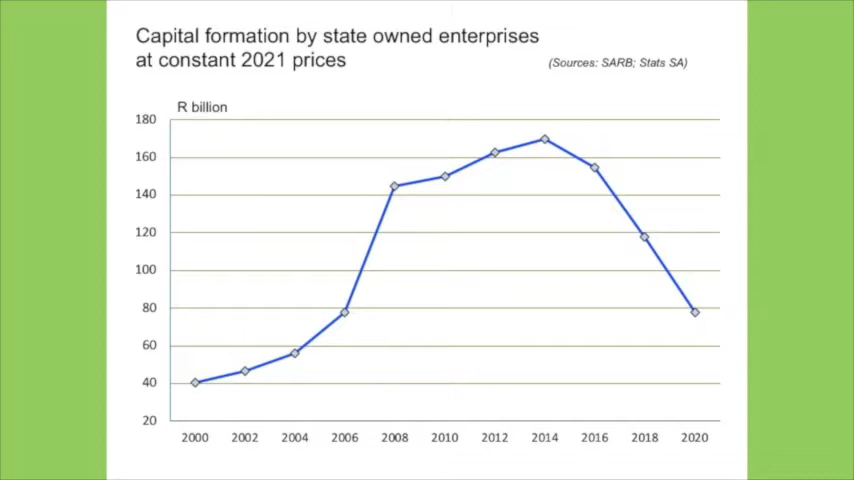 Capital formation by state owned enterprises
at constant 2021 prices
(Sources: SARB; Stats SA)
R billion
180
160
140
120
100
80
60
40
20
2000 2002 2004 2006 2008 2010 2012 2014 2016 2018 2020